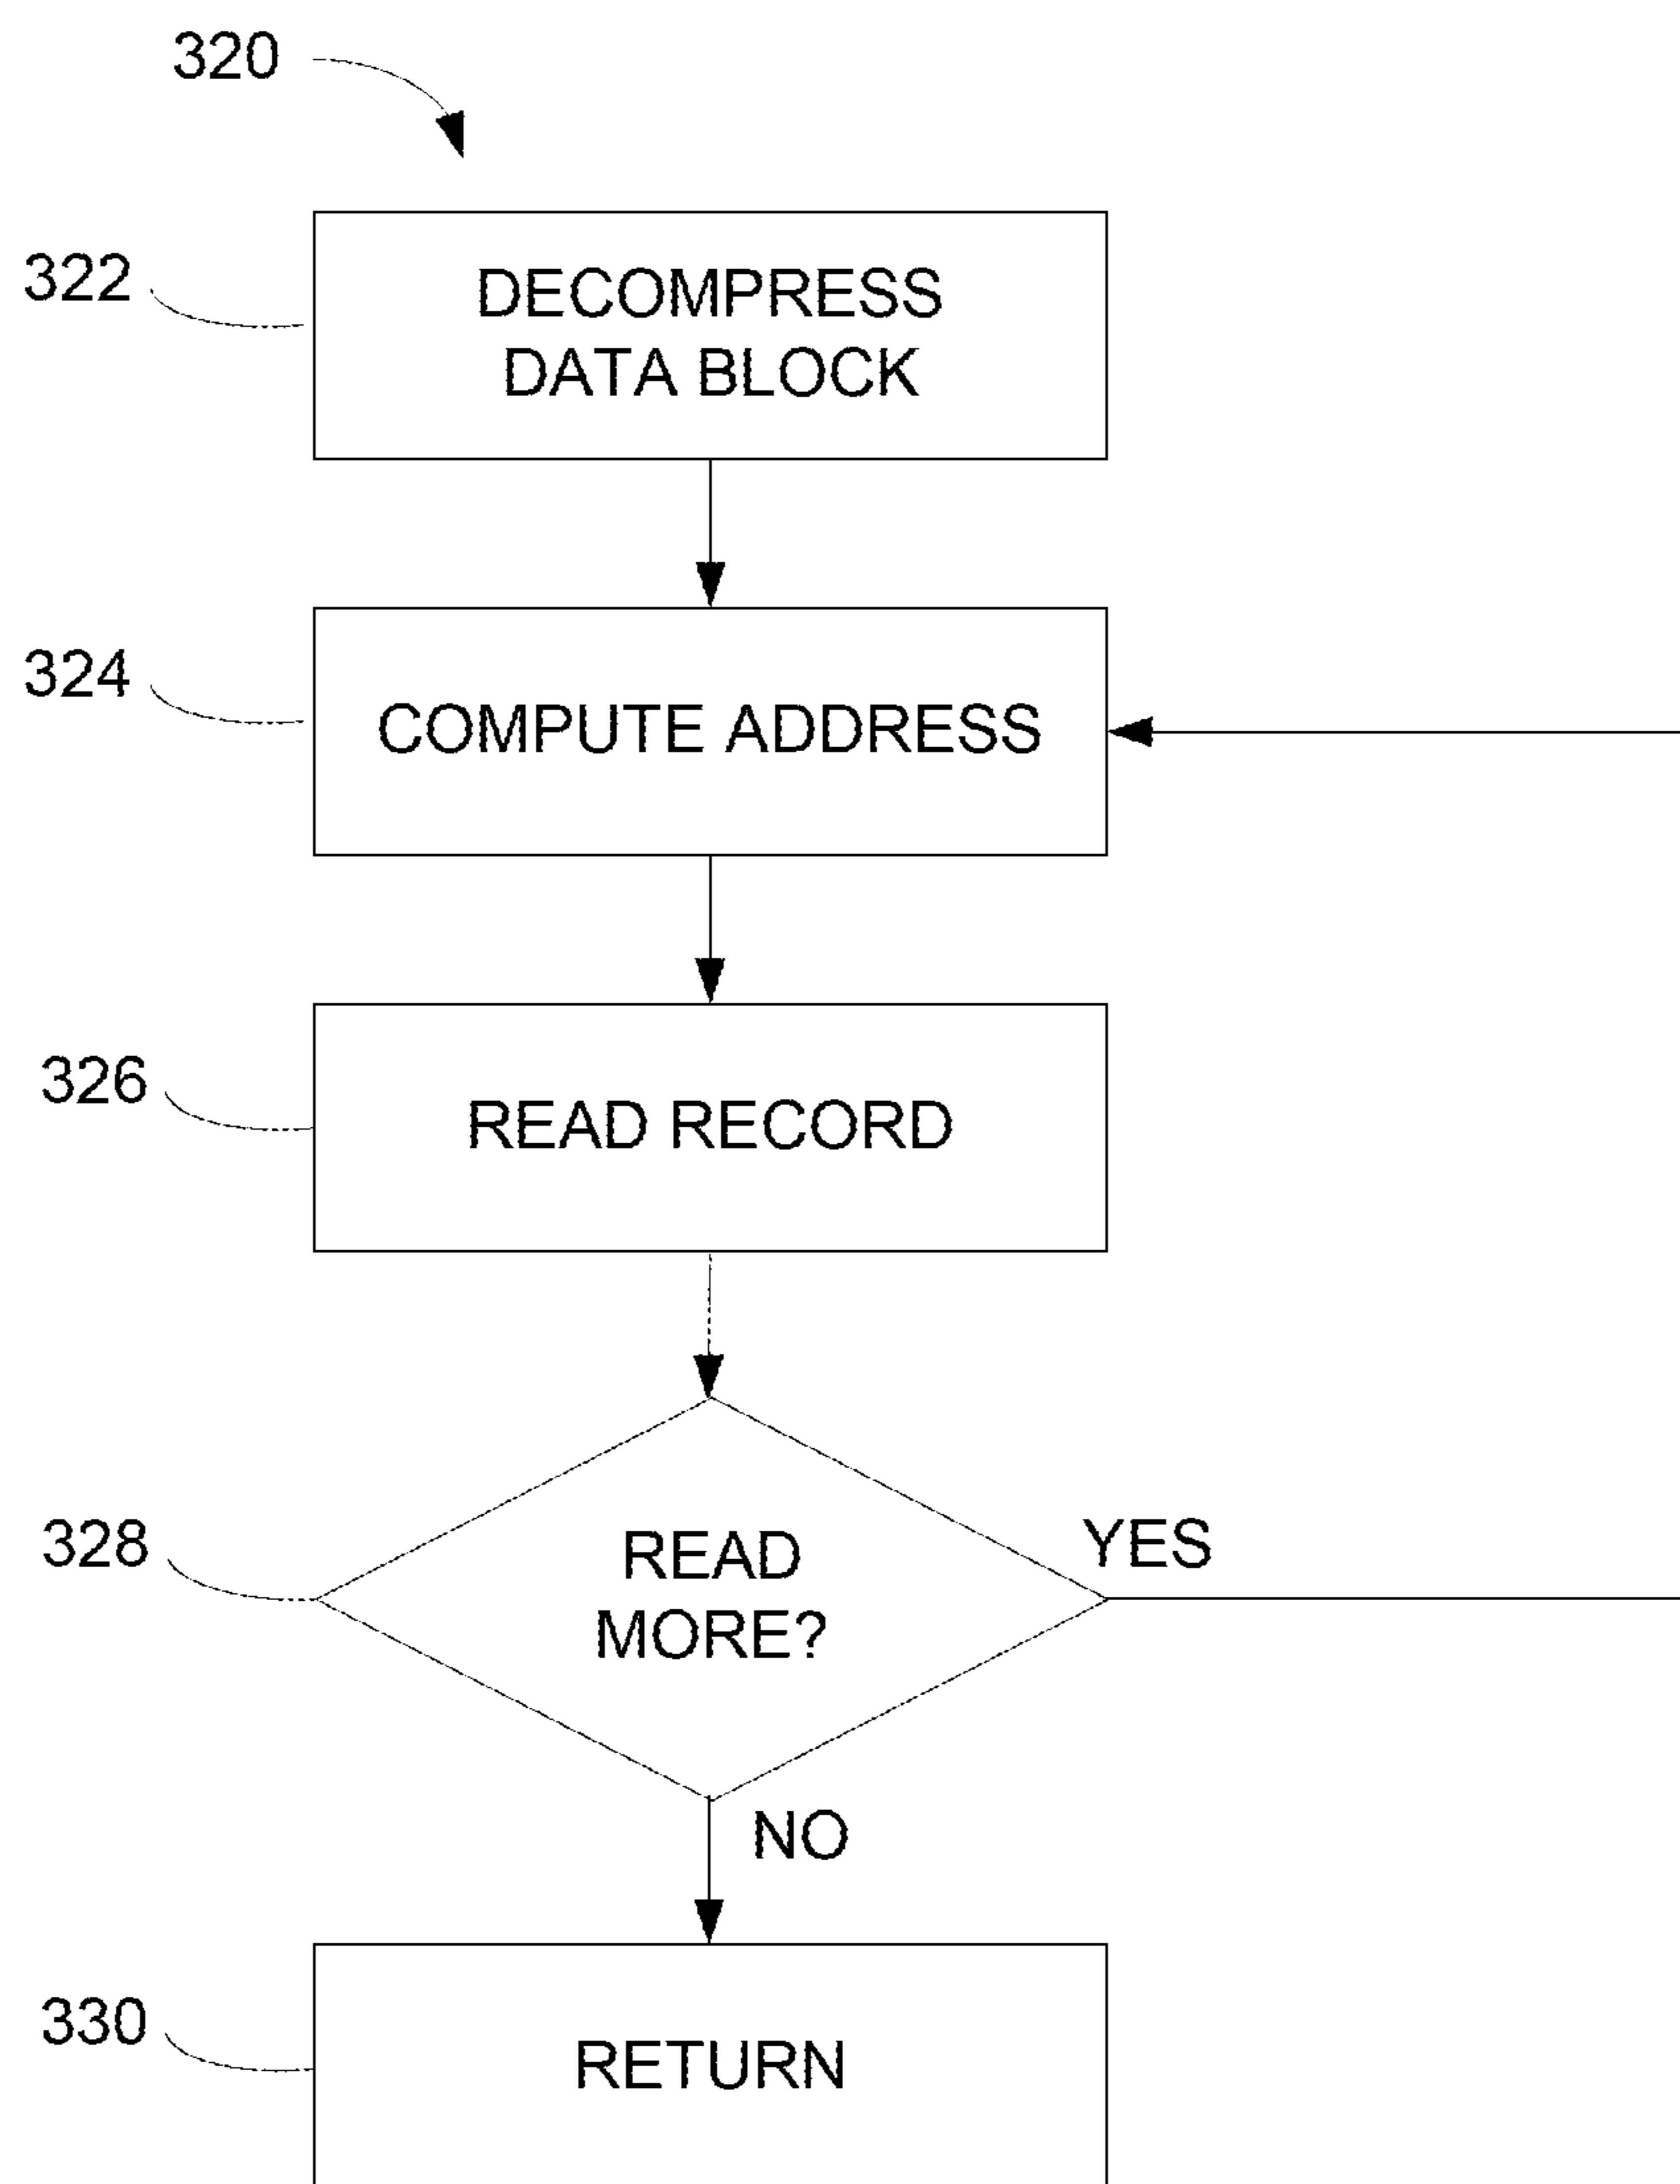 320
322
DECOMPRESS
DATA BLOCK
324
COMPUTE ADDRESS
326
READ RECORD
328
READ
MORE?
YES
NO
330
RETURN